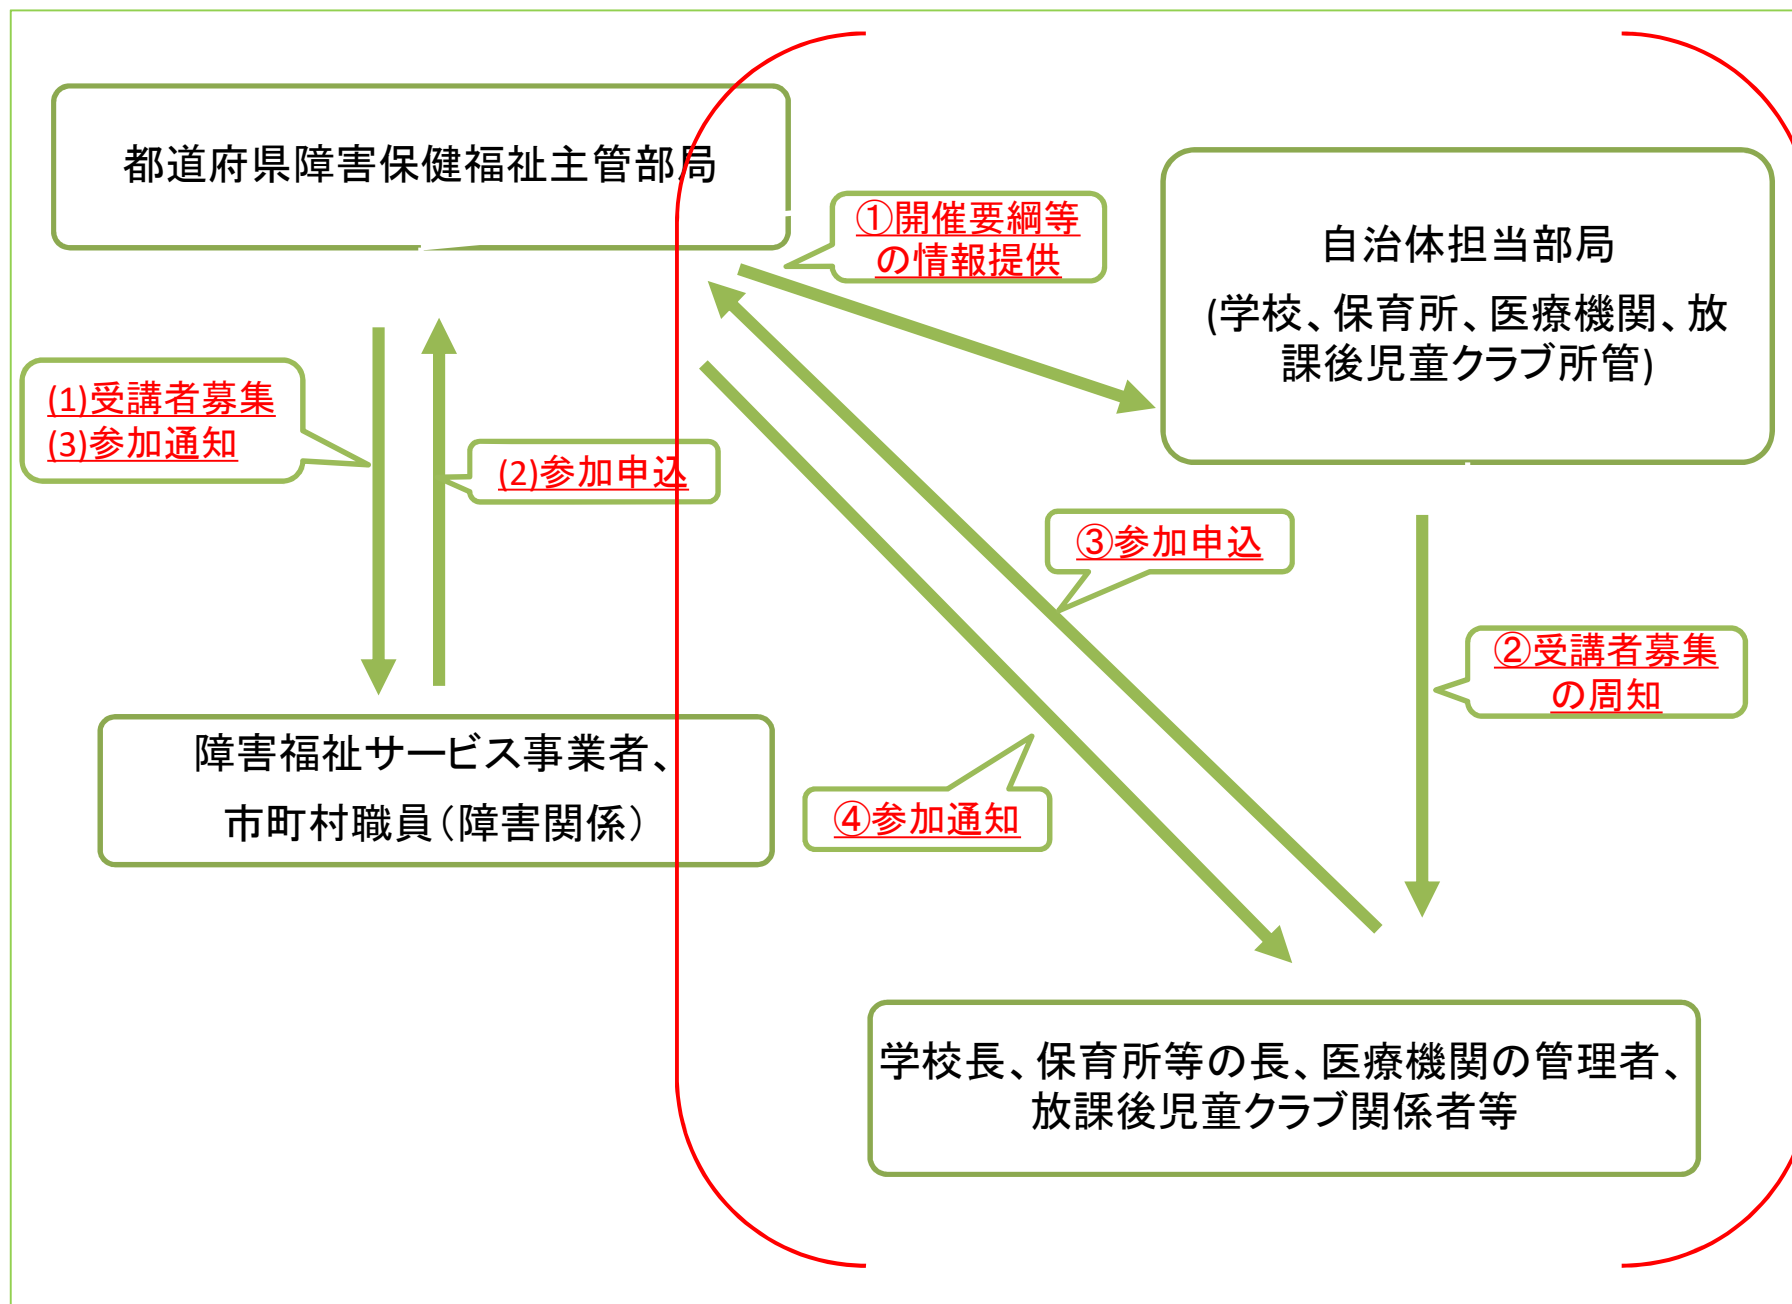 都道府県障害保健福祉主管部局
①開催要綱等
の情報提供
自治体担当部局
(学校、保育所、医療機関、放
課後児童クラブ所管)
(1)受講者募集
(3)参加通知
(2)参加申込
③参加申込
②受講者募集
の周知
障害福祉サービス事業者、
市町村職員（障害関係）
④参加通知
学校長、保育所等の長、医療機関の管理者、
放課後児童クラブ関係者等